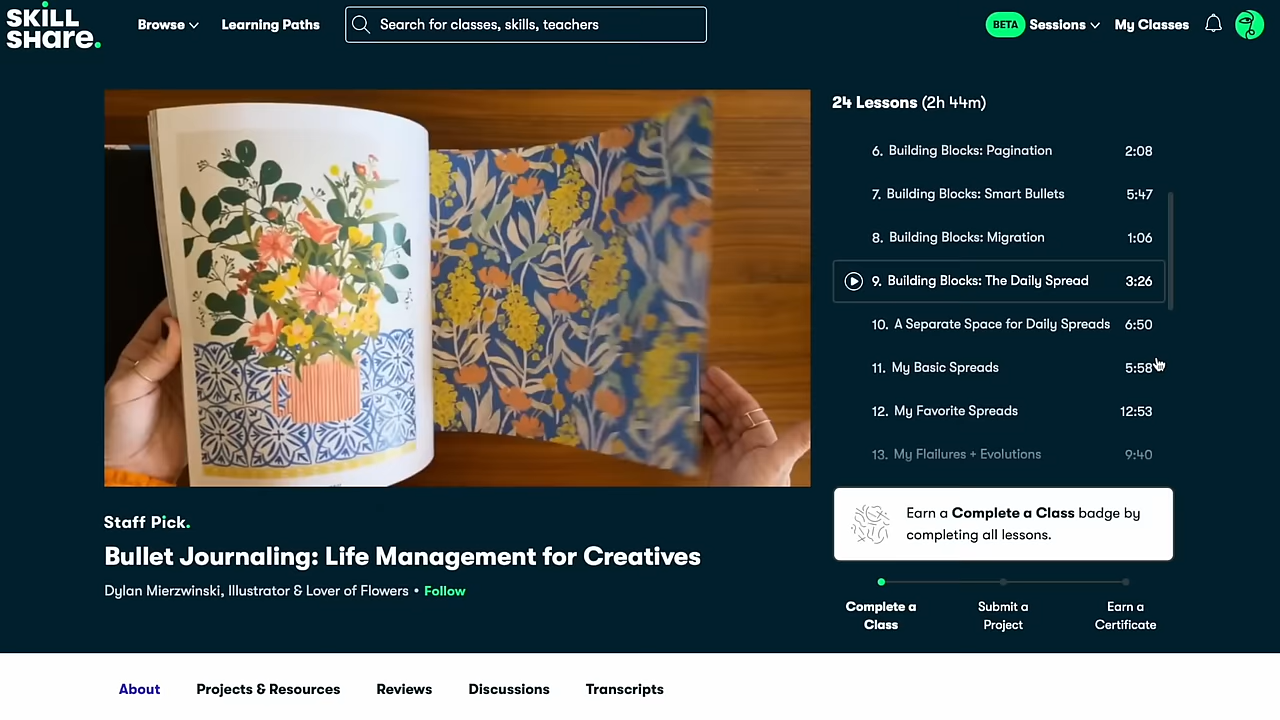 SKILL
SHARE.
Browse
Learning Paths
Search for classes, skills, teachers
BETA
Sessions
My Classes
24 Lessons (2h 44m)
6. Building Blocks: Pagination 2:08
7. Building Blocks: Smart Bullets 5:47
8. Building Blocks: Migration 1:06
9. Building Blocks: The Daily Spread 3:26
10. A Separate Space for Daily Spreads 6:50
11. My Basic Spreads 5:58
12. My Favorite Spreads 12:53
13. My Flailures + Evolutions 9:40
Earn a Complete a Class badge by
completing all lessons.
Complete a
Class
Submit a
Project
Earn a
Certificate
Staff Pick.
Bullet Journaling: Life Management for Creatives
Dylan Mierzwinski, Illustrator & Lover of Flowers • Follow
About
Projects & Resources
Reviews
Discussions
Transcripts